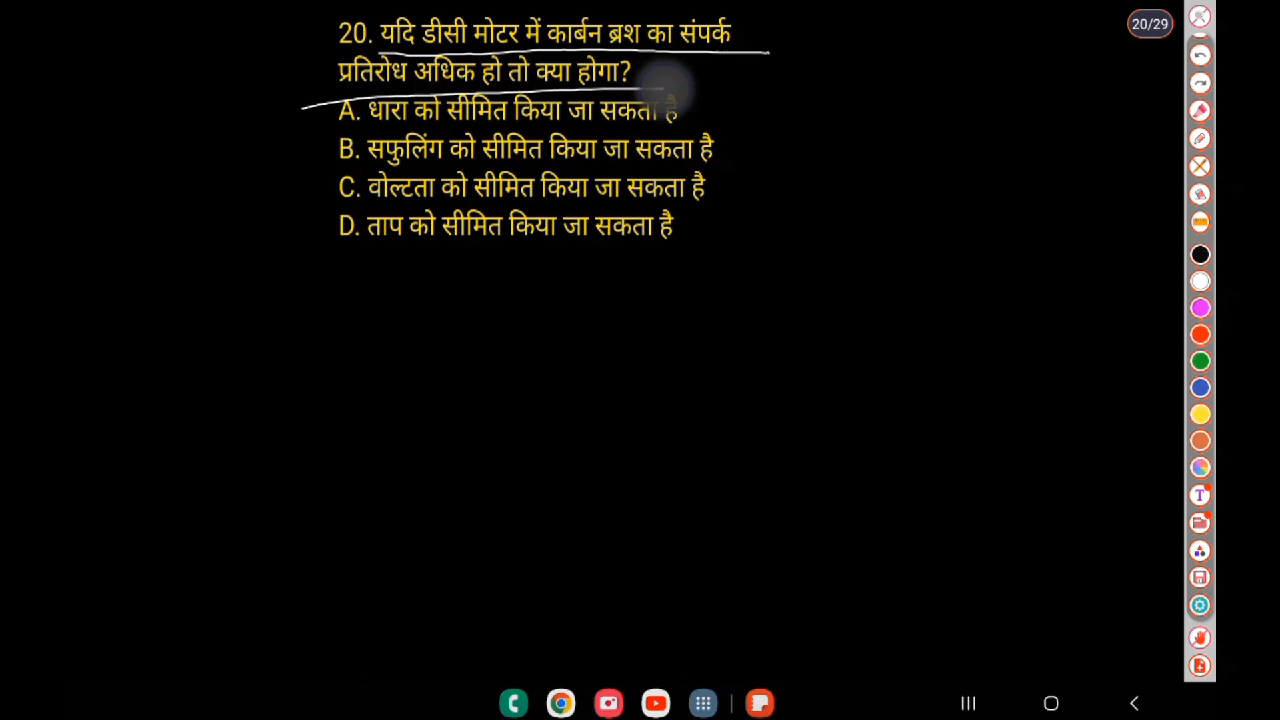 20/29
20. यदि डीसी मोटर में कार्बन ब्रश का संपर्क
प्रतिरोध अधिक हो तो क्या होगा?
A. धारा को सीमित किया जा सकता है
B. सफुलिंग को सीमित किया जा सकता है
C. वोल्टता को सीमित किया जा सकता है
D. ताप को सीमित किया जा सकता है
T